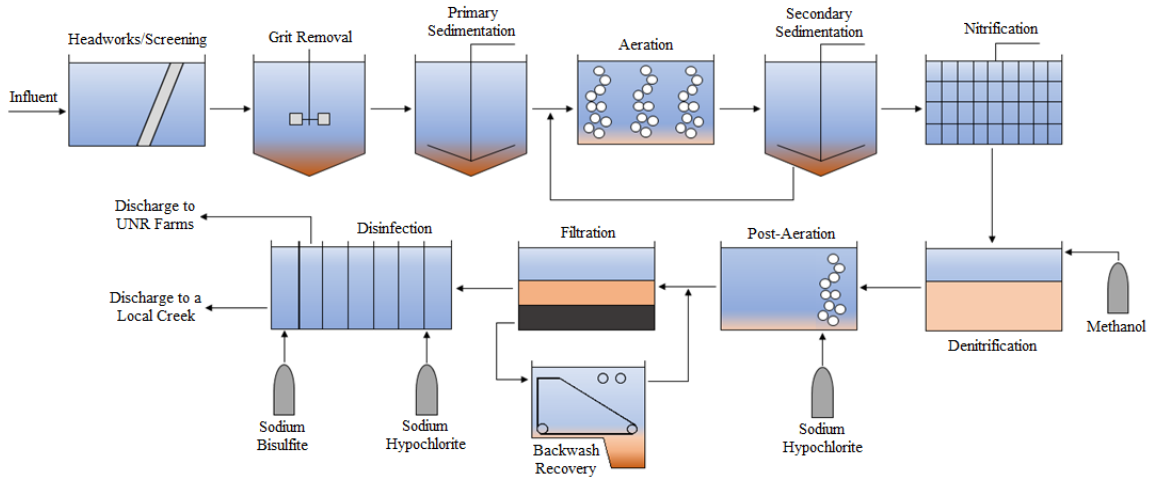 Influent
Headworks/Screening
Grit Removal
Primary
Sedimentation
Aeration
Secondary
Sedimentation
Nitrification
Discharge to
UNR Farms
Discharge to a
Local Creek
Disinfection
Filtration
Post-Aeration
Denitrification
Methanol
Sodium
Bisulfite
Sodium
Hypochlorite
Backwash
Recovery
Sodium
Hypochlorite